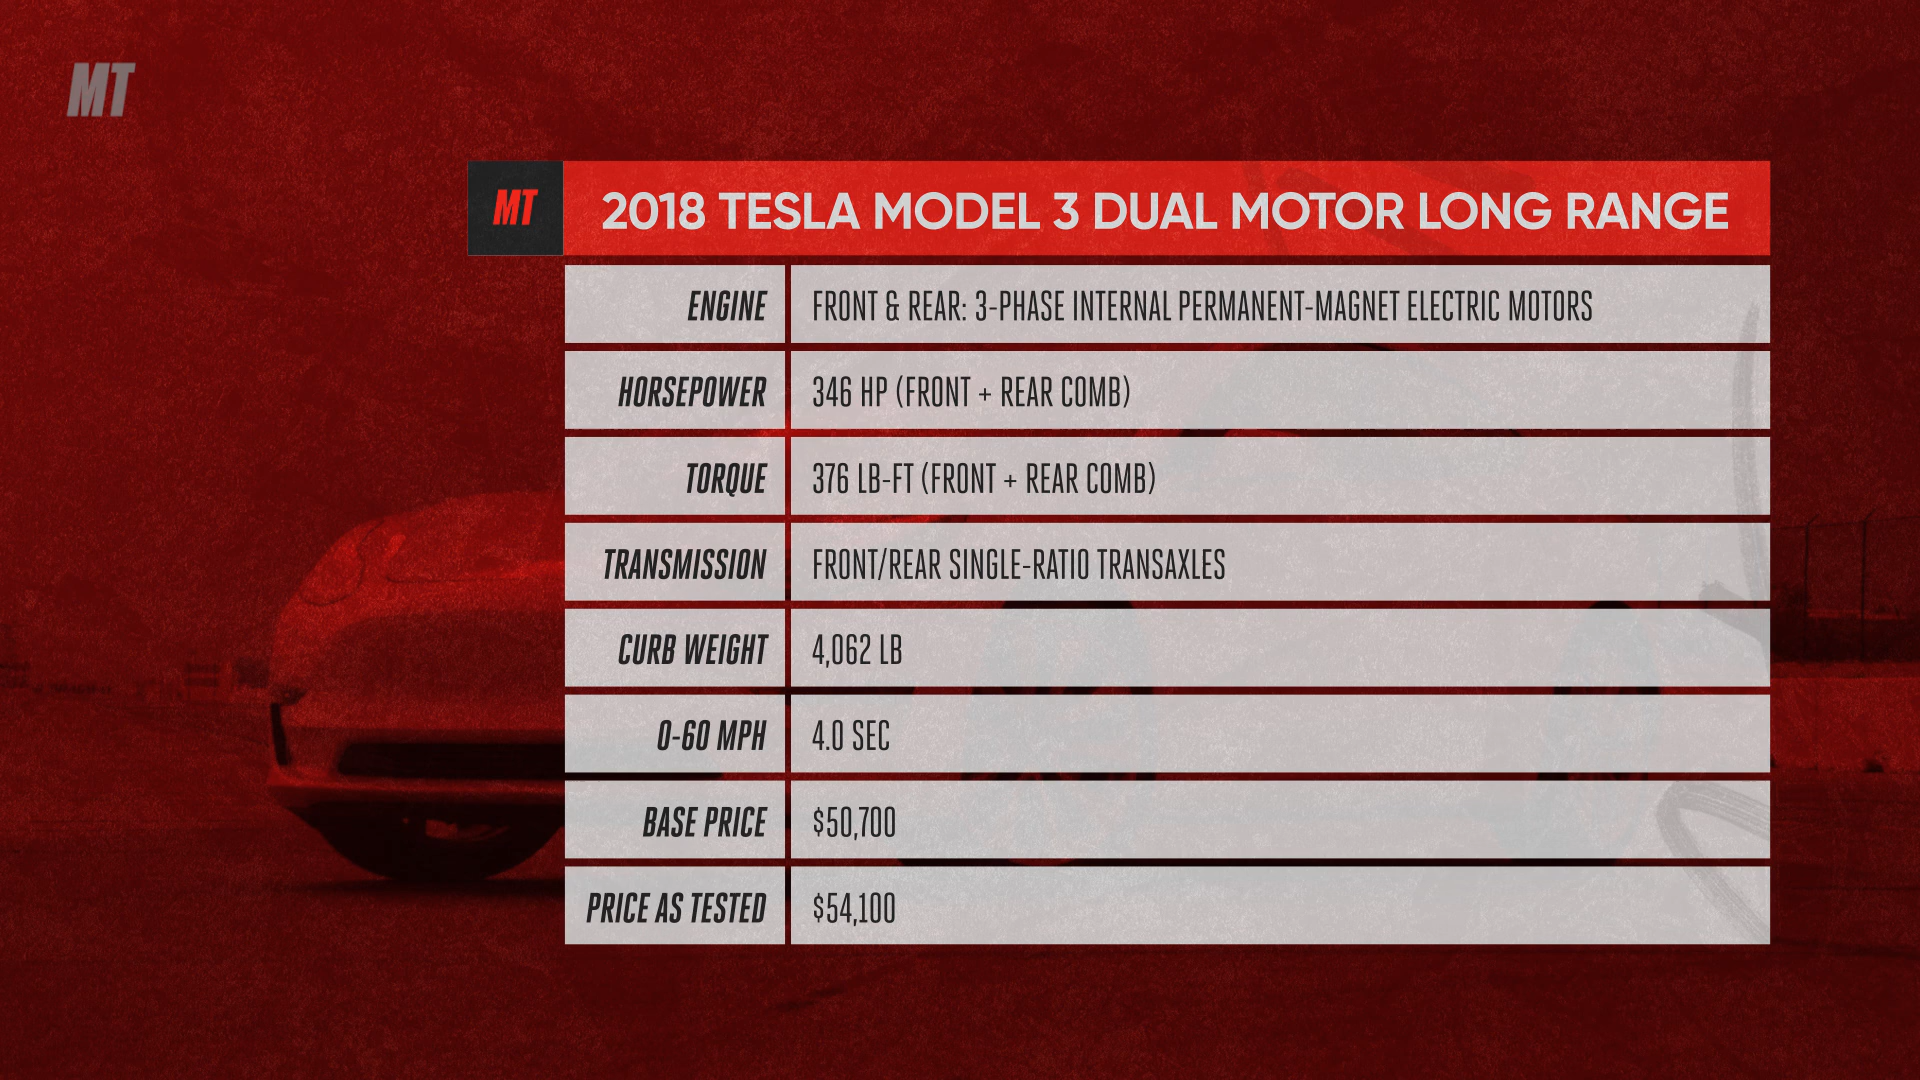 MT
MT 2018 TESLA MODEL 3 DUAL MOTOR LONG RANGE
ENGINE FRONT & REAR: 3-PHASE INTERNAL PERMANENT-MAGNET ELECTRIC MOTORS
HORSEPOWER 346 HP (FRONT + REAR COMB)
TORQUE 376 LB-FT (FRONT + REAR COMB)
TRANSMISSION FRONT/REAR SINGLE-RATIO TRANSAXLES
CURB WEIGHT 4,062 LB
0-60 MPH 4.0 SEC
BASE PRICE $50,700
PRICE AS TESTED $54,100